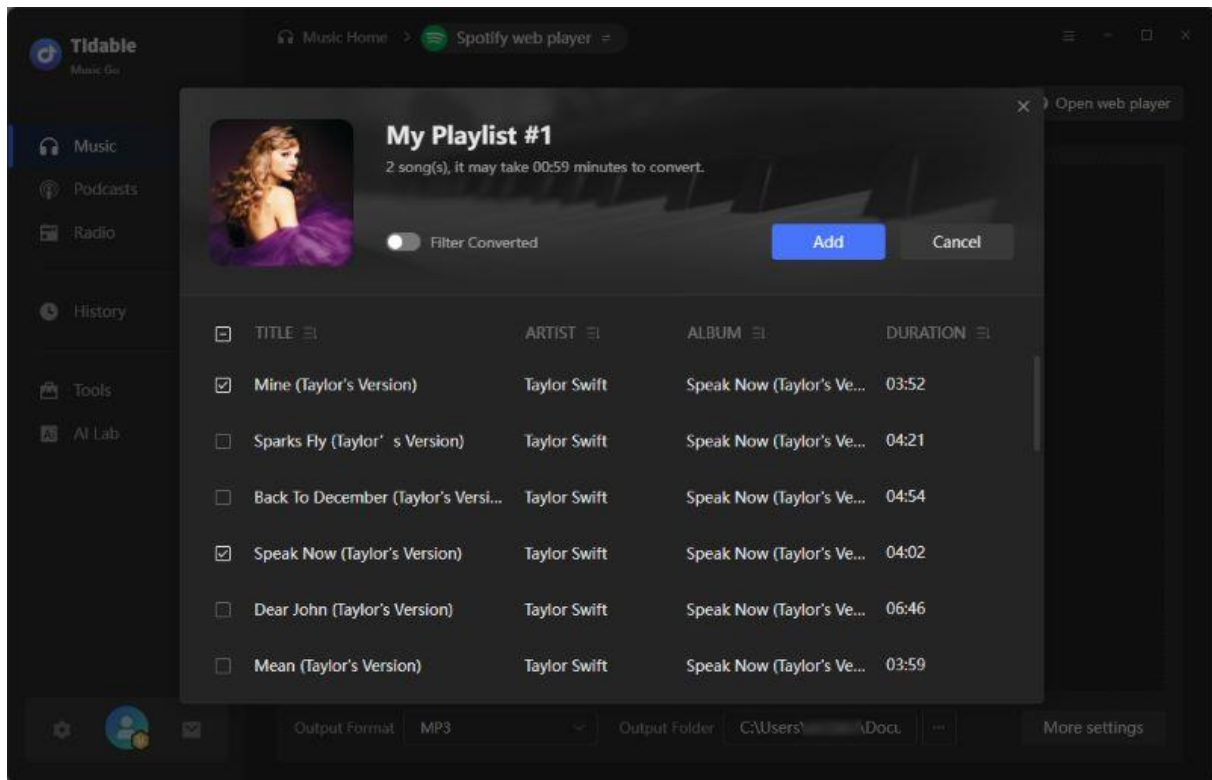 Tidable
Music Go
Music Home > Spotify web player
Open web player
Music
Podcasts
Radio
History
Tools
AI Lab
My Playlist #1
2 song(s), it may take 00:59 minutes to convert.
Filter Converted
Add Cancel
TITLE ARTIST ALBUM DURATION
Mine (Taylor's Version) Taylor Swift Speak Now (Taylor's Ve... 03:52
Sparks Fly (Taylor’s Version) Taylor Swift Speak Now (Taylor's Ve... 04:21
Back To December (Taylor's Versi... Taylor Swift Speak Now (Taylor's Ve... 04:54
Speak Now (Taylor's Version) Taylor Swift Speak Now (Taylor's Ve... 04:02
Dear John (Taylor's Version) Taylor Swift Speak Now (Taylor's Ve... 06:46
Mean (Taylor's Version) Taylor Swift Speak Now (Taylor's Ve... 03:59
Output Format MP3 Output Folder C:\Users\ \Docu ... More settings